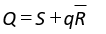 Q = S + qR̅